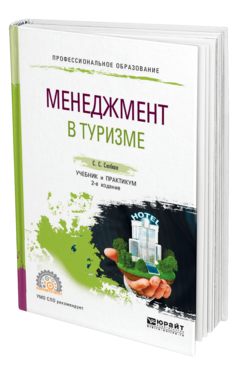 ПРОФЕССИОНАЛЬНОЕ ОБРАЗОВАНИЕ
МЕНЕДЖМЕНТ
В ТУРИЗМЕ
С. С. Скобкин
УЧЕБНИК и ПРАКТИКУМ
2-е издание
HOTEL
УМО СПО рекомендует
юрайт